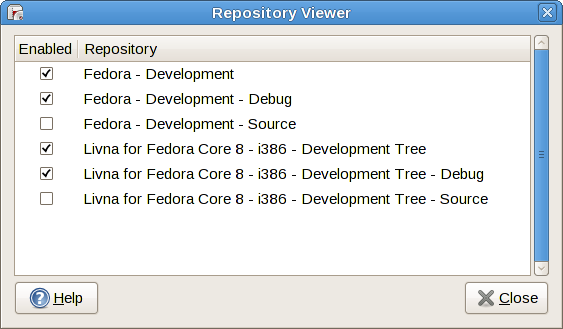 Repository Viewer
Enabled Repository
Fedora - Development
Fedora - Development - Debug
Fedora - Development - Source
Livna for Fedora Core 8 - i386 - Development Tree
Livna for Fedora Core 8 - i386 - Development Tree - Debug
Livna for Fedora Core 8 - i386 - Development Tree - Source
Help Close